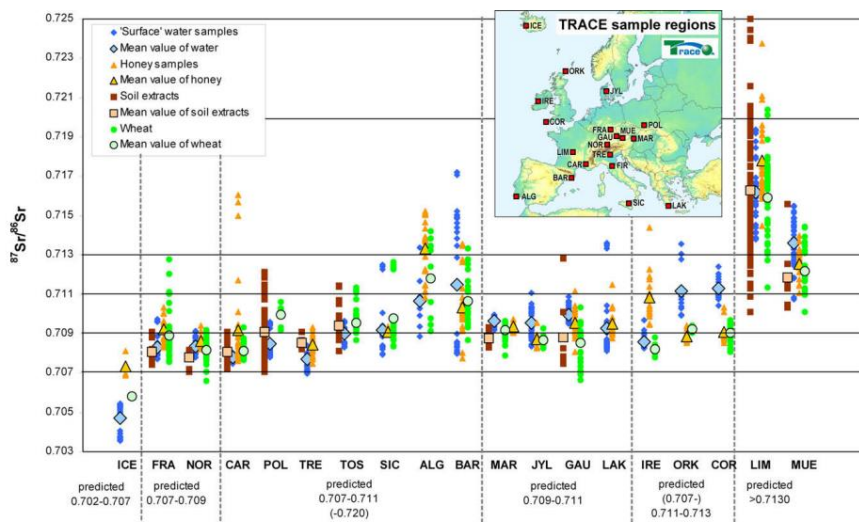 0.725
0.723
0.721
0.719
0.717
0.715
0.713
0.711
0.709
0.707
0.705
0.703
87Sr/86Sr
'Surface' water samples
Mean value of water
Honey samples
Mean value of honey
Soil extracts
Mean value of soil extracts
Wheat
Mean value of wheat
TRACE sample regions
Trace
ICE
ORK
JYL
IRE
COR
FRA
GAU
MUE
POL
NOR
MAR
LIM
TRE
CAR
FIR
BAR
ALG
SIC
LAK
ICE FRA NOR CAR POL TRE TOS SIC ALG BAR MAR JYL GAU LAK IRE ORK COR LIM MUE
predicted
0.702-0.707
predicted
0.707-0.709
predicted
0.707-0.711
(-0.720)
predicted
0.709-0.711
predicted
(0.707-)
0.711-0.713
predicted
>0.7130